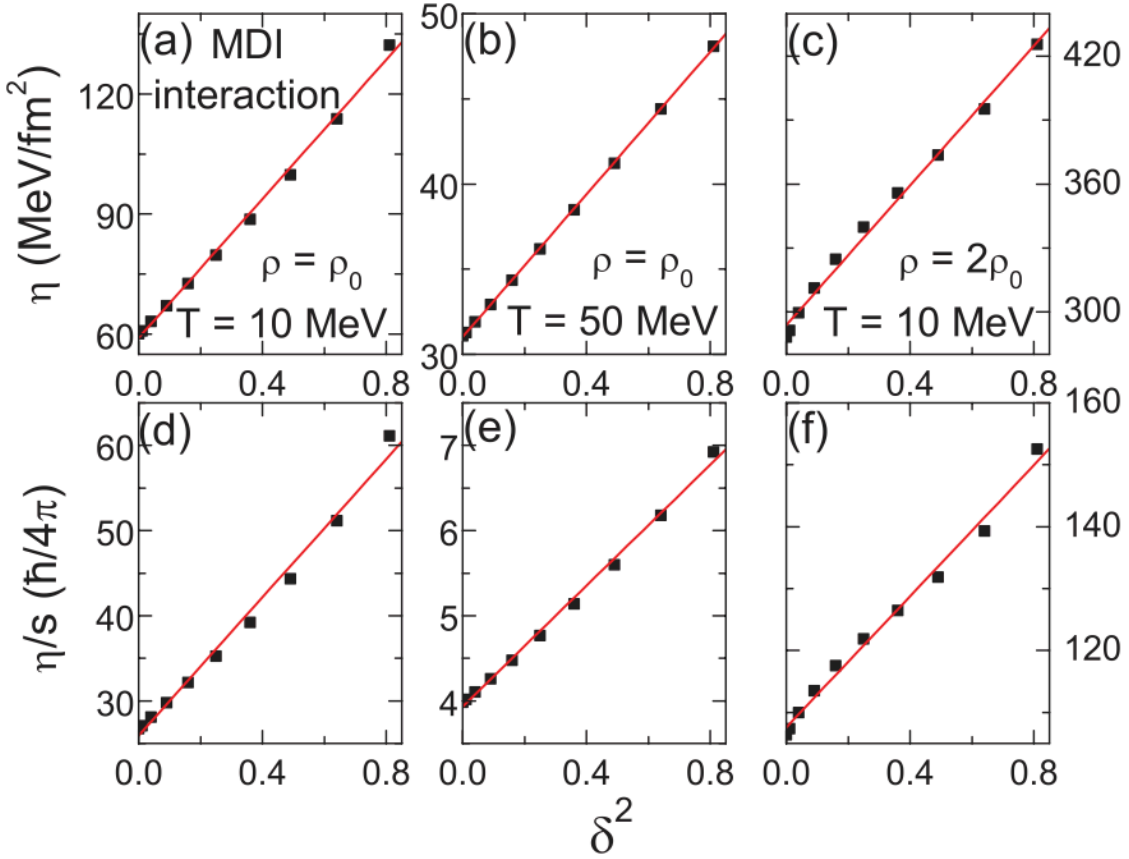 (a) MDI
interaction
ρ = ρ₀
T = 10 MeV
η (MeV/fm²)
120
90
60
0.0 0.4 0.8
(b)
ρ = ρ₀
T = 50 MeV
50
40
30
0.0 0.4 0.8
(c)
ρ = 2ρ₀
T = 10 MeV
420
360
300
0.0 0.4 0.8
(d)
η/s (ħ/4π)
60
50
40
30
0.0 0.4 0.8
(e)
7
6
5
4
0.0 0.4 0.8
(f)
160
140
120
0.0 0.4 0.8
δ²